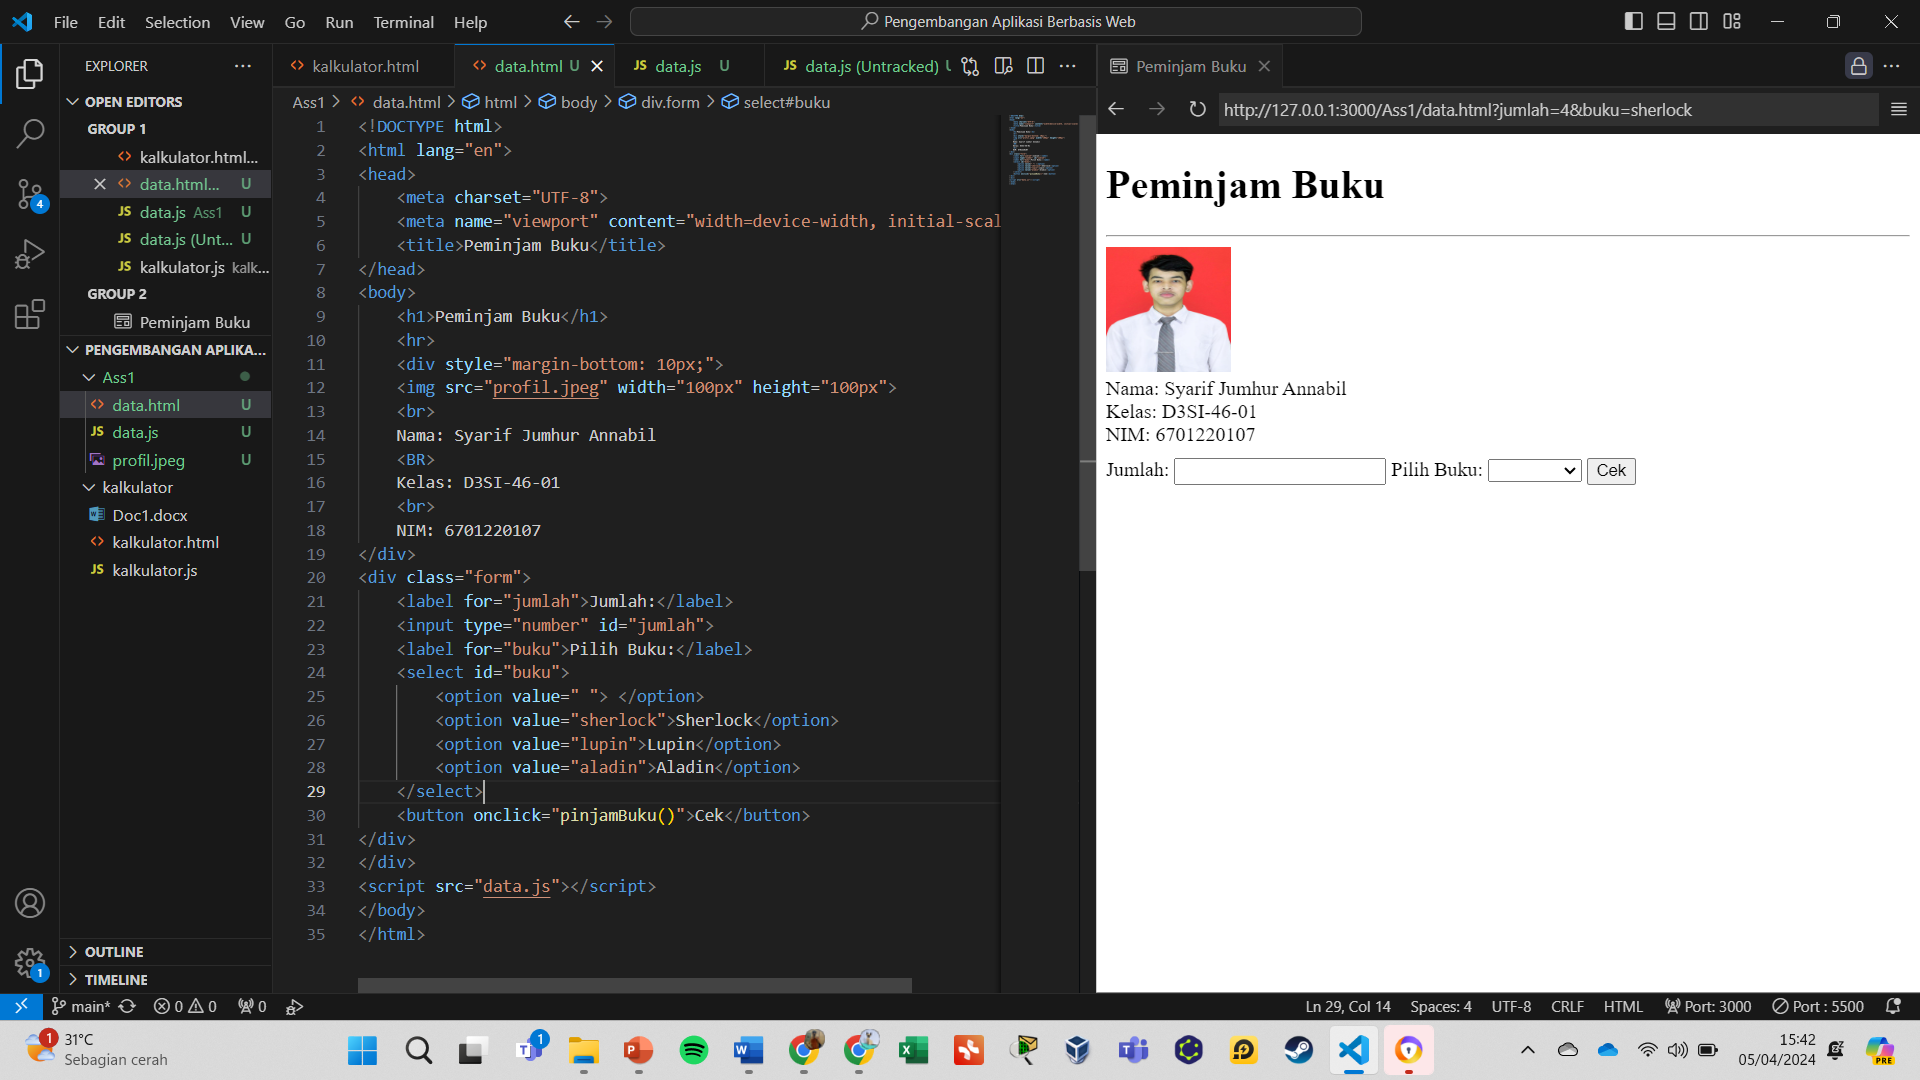 File Edit Selection View Go Run Terminal Help
Pengembangan Aplikasi Berbasis Web
EXPLORER
OPEN EDITORS
GROUP 1
kalkulator.html...
data.html... U
JS data.js Ass1 U
JS data.js (Unt... U
JS kalkulator.js kalk...
GROUP 2
Peminjam Buku
PENGEMBANGAN APLIKA...
Ass1
data.html U
JS data.js U
profil.jpeg U
kalkulator
Doc1.docx
kalkulator.html
JS kalkulator.js
OUTLINE
TIMELINE
4
1
kalkulator.html
data.html U
JS data.js U
JS data.js (Untracked)
Ass1 > data.html > html > body > div.form > select#buku
1 <!DOCTYPE html>
2 <html lang="en">
3 <head>
4 <meta charset="UTF-8">
5 <meta name="viewport" content="width=device-width, initial-scal
6 <title>Peminjam Buku</title>
7 </head>
8 <body>
9 <h1>Peminjam Buku</h1>
10 <hr>
11 <div style="margin-bottom: 10px;">
12 <img src="profil.jpeg" width="100px" height="100px">
13 <br>
14 Nama: Syarif Jumhur Annabil
15 <BR>
16 Kelas: D3SI-46-01
17 <br>
18 NIM: 6701220107
19 </div>
20 <div class="form">
21 <label for="jumlah">Jumlah:</label>
22 <input type="number" id="jumlah">
23 <label for="buku">Pilih Buku:</label>
24 <select id="buku">
25 <option value=" "> </option>
26 <option value="sherlock">Sherlock</option>
27 <option value="lupin">Lupin</option>
28 <option value="aladin">Aladin</option>
29 </select>
30 <button onclick="pinjamBuku()">Cek</button>
31 </div>
32 </div>
33 <script src="data.js"></script>
34 </body>
35 </html>
Peminjam Buku
http://127.0.0.1:3000/Ass1/data.html?jumlah=4&buku=sherlock
Peminjam Buku
Nama: Syarif Jumhur Annabil
Kelas: D3SI-46-01
NIM: 6701220107
Jumlah: Pilih Buku: Cek
main* 0 0 0 Ln 29, Col 14 Spaces: 4 UTF-8 CRLF HTML Port: 3000 Port : 5500
1 31°C
Sebagian cerah
1
PRE
15:42
05/04/2024